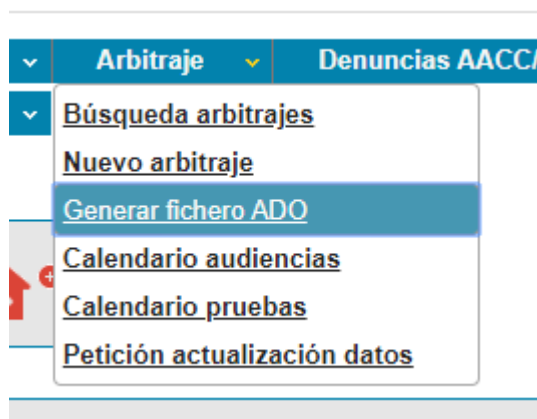 Arbitraje Denuncias AACC
Búsqueda arbitrajes
Nuevo arbitraje
Generar fichero ADO
Calendario audiencias
Calendario pruebas
Petición actualización datos